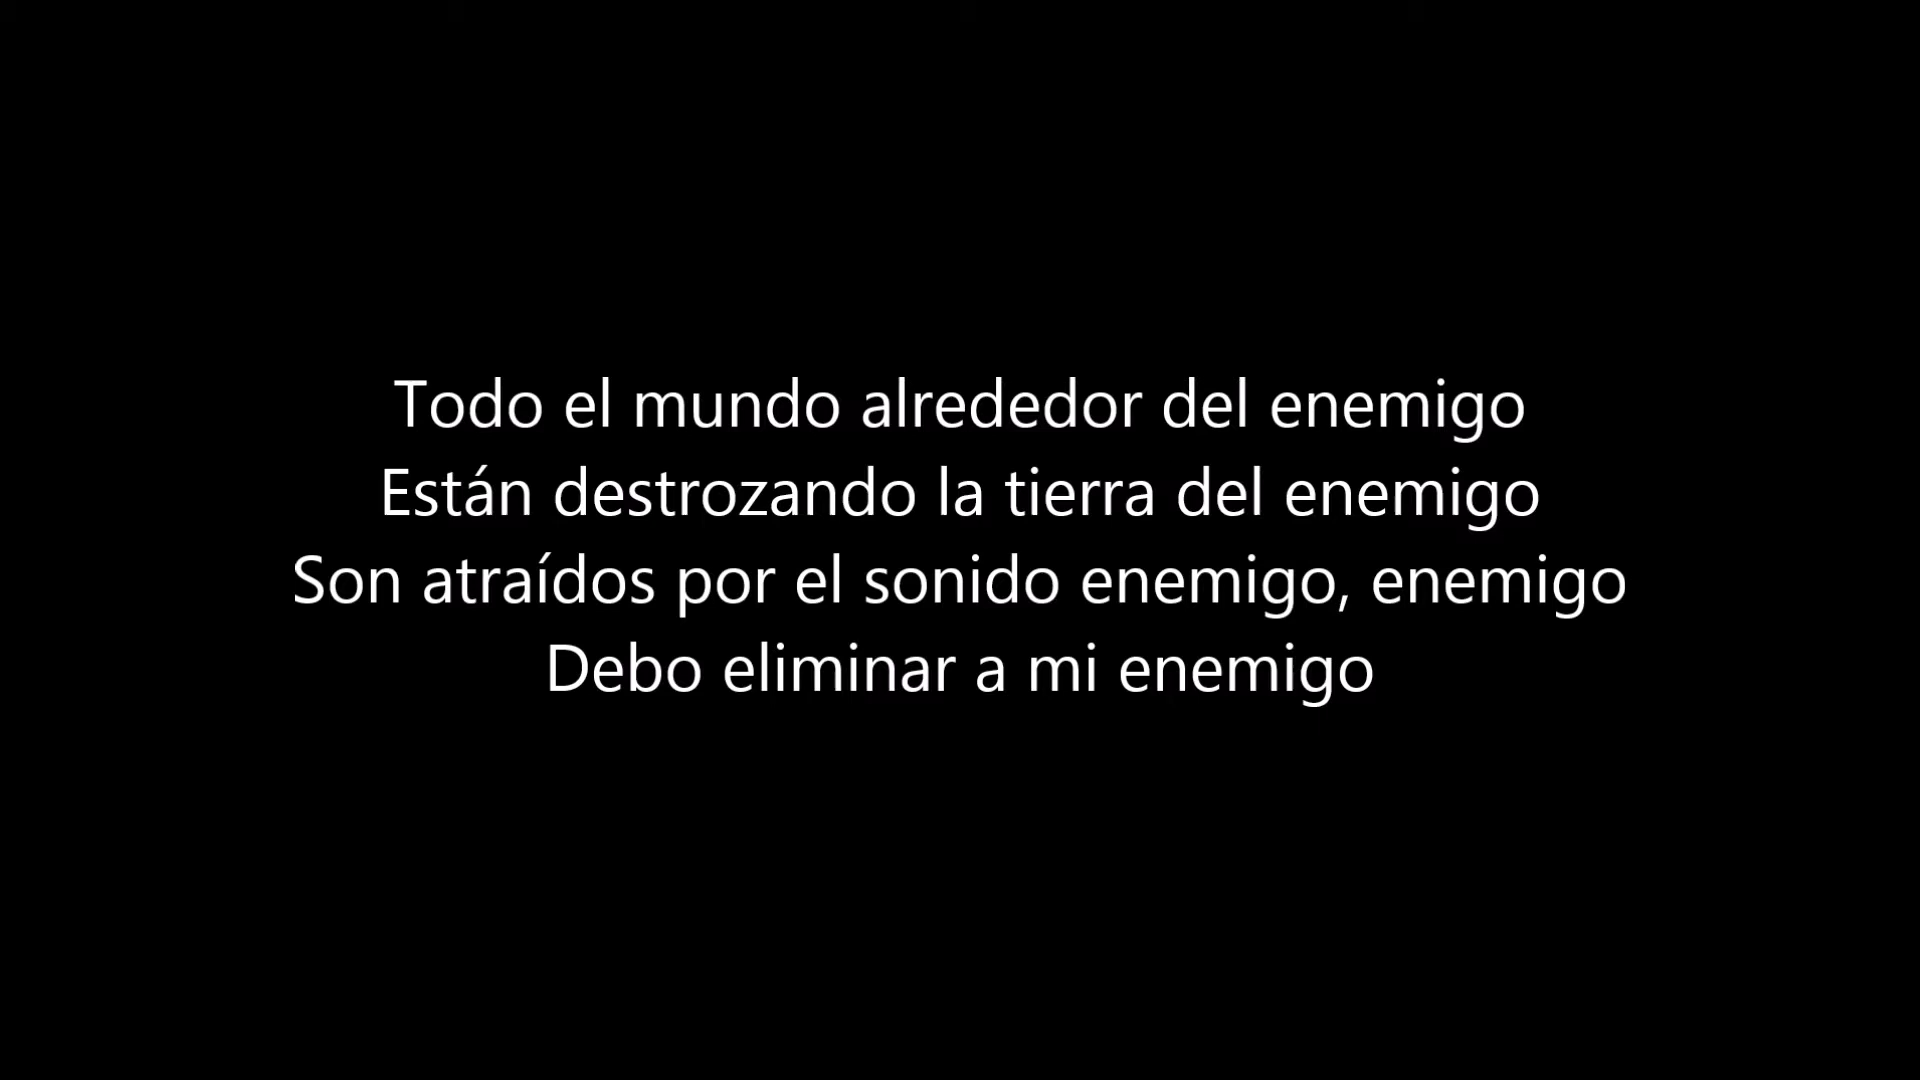 Todo el mundo alrededor del enemigo
Están destrozando la tierra del enemigo
Son atraídos por el sonido enemigo, enemigo
Debo eliminar a mi enemigo